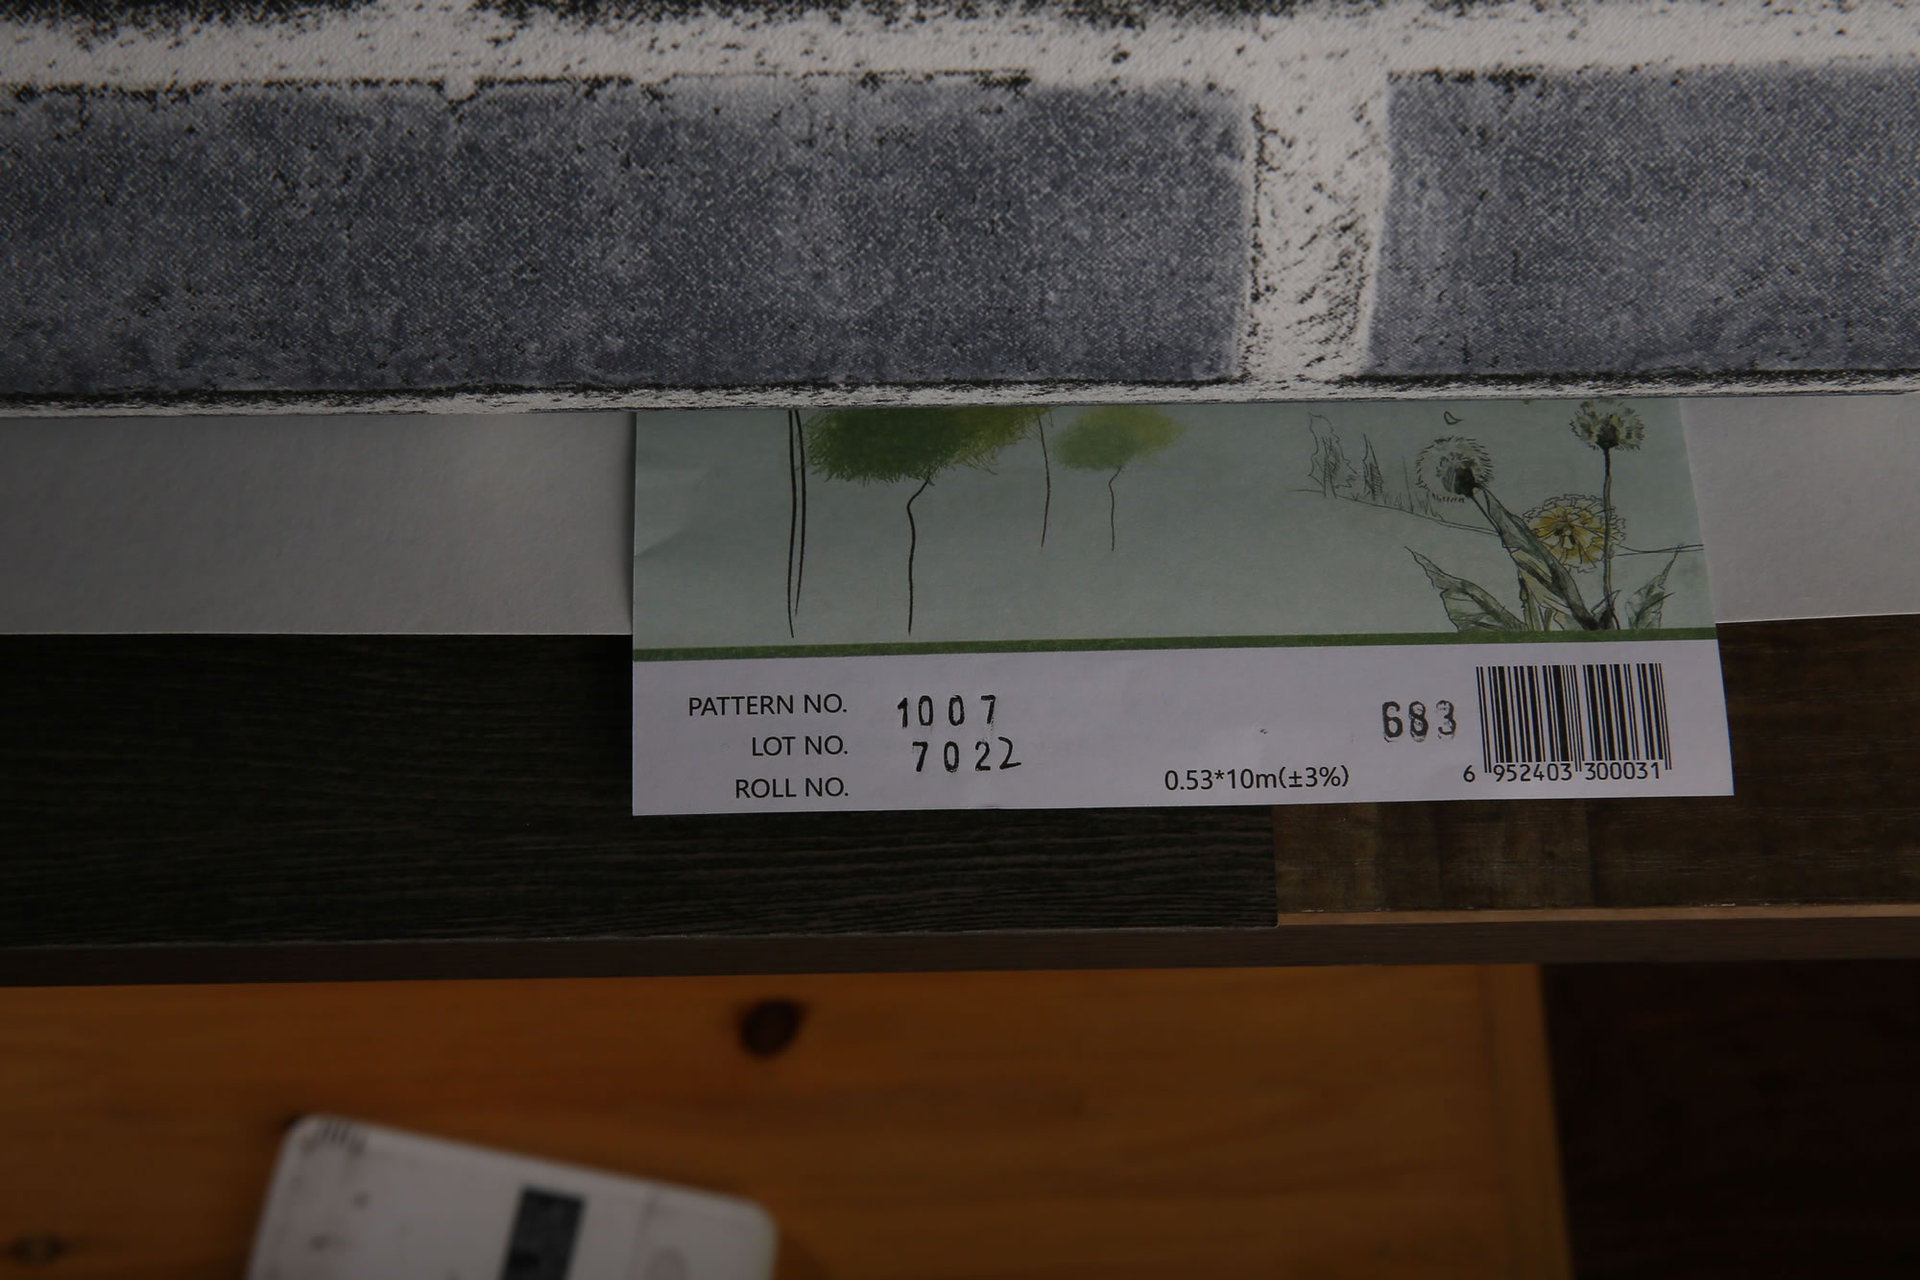 PATTERN NO. 1007
LOT NO. 7022
ROLL NO.
0.53*10m(±3%)
683
6 952403 300031